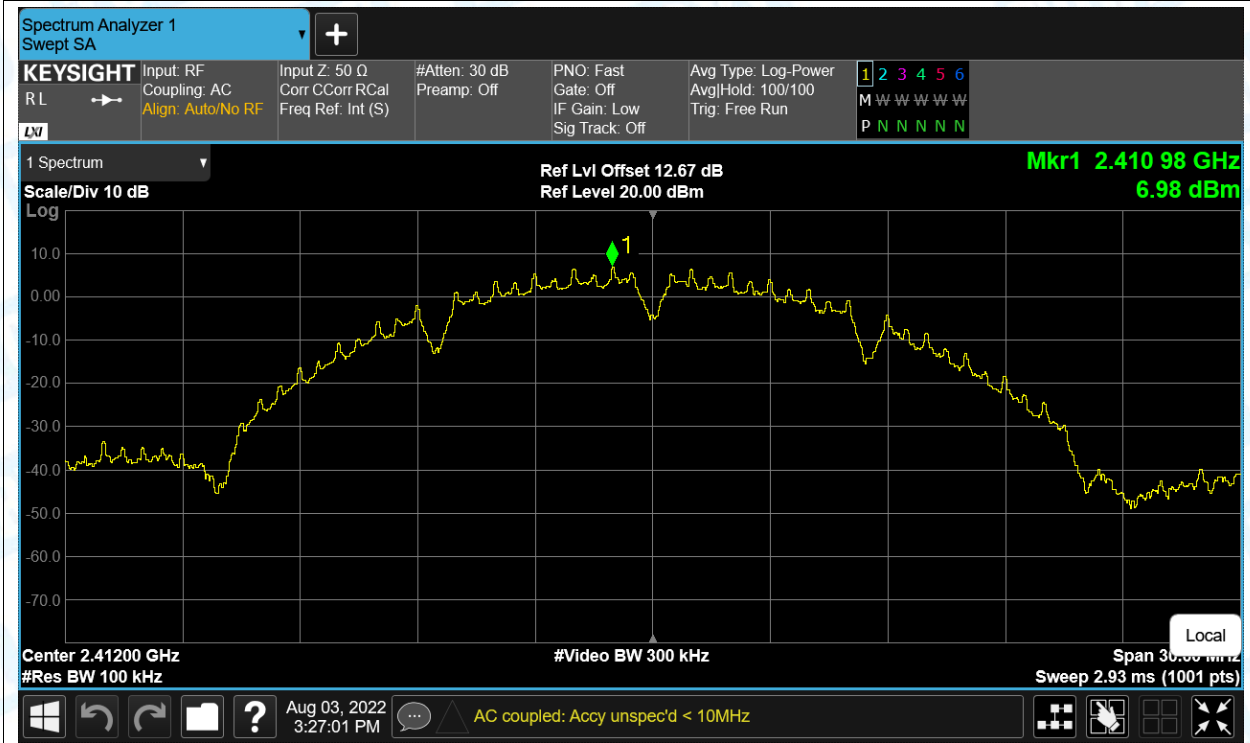 Spectrum Analyzer 1
Swept SA
+
KEYSIGHT
R L
LXI
Input: RF
Coupling: AC
Align: Auto/No RF
Input Z: 50 Ω
Corr CCorr RCal
Freq Ref: Int (S)
#Atten: 30 dB
Preamp: Off
PNO: Fast
Gate: Off
IF Gain: Low
Sig Track: Off
Avg Type: Log-Power
Avg|Hold: 100/100
Trig: Free Run
1 2 3 4 5 6
M W W W W W W
P N N N N N
1 Spectrum
Scale/Div 10 dB
Log
Ref Lvl Offset 12.67 dB
Ref Level 20.00 dBm
Mkr1 2.410 98 GHz
6.98 dBm
1
10.0
0.00
-10.0
-20.0
-30.0
-40.0
-50.0
-60.0
-70.0
Local
Center 2.41200 GHz
#Video BW 300 kHz
Span 30.00 MHz
#Res BW 100 kHz
Sweep 2.93 ms (1001 pts)
?
Aug 03, 2022
3:27:01 PM
AC coupled: Accy unspec'd < 10MHz